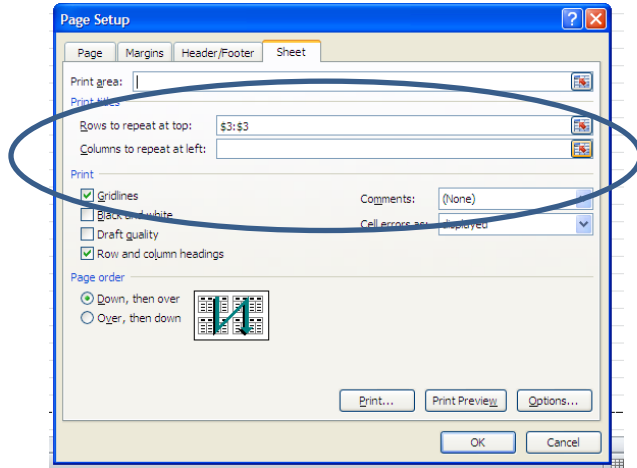 Page Setup
Page Margins Header/Footer Sheet
Print area:
Print titles
Rows to repeat at top: $3:$3
Columns to repeat at left:
Print
Gridlines Comments: (None)
Black and white Cell errors as: displayed
Draft quality
Row and column headings
Page order
Down, then over
Over, then down
Print... Print Preview Options...
OK Cancel